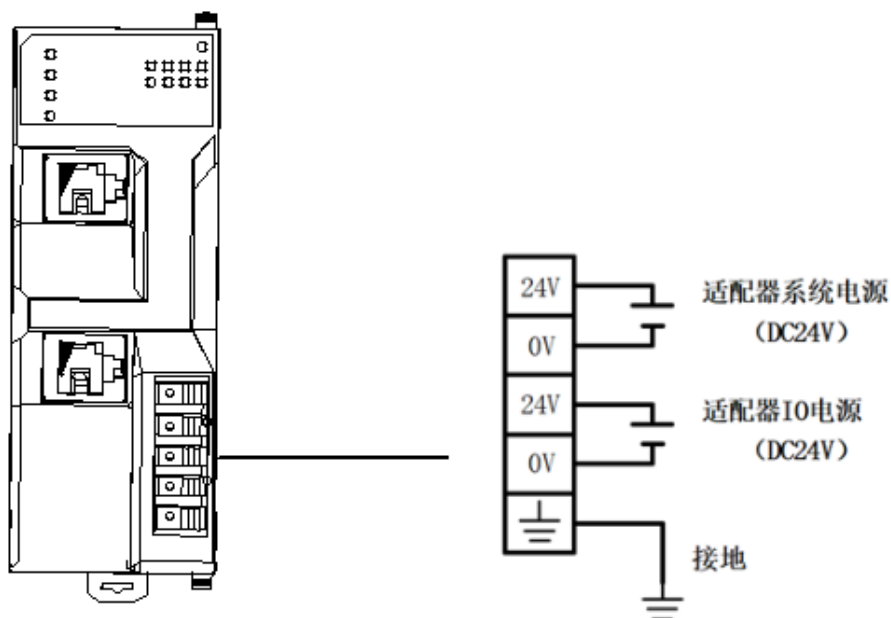 24V
0V
24V
0V
适配器系统电源
（DC24V）
适配器IO电源
（DC24V）
接地